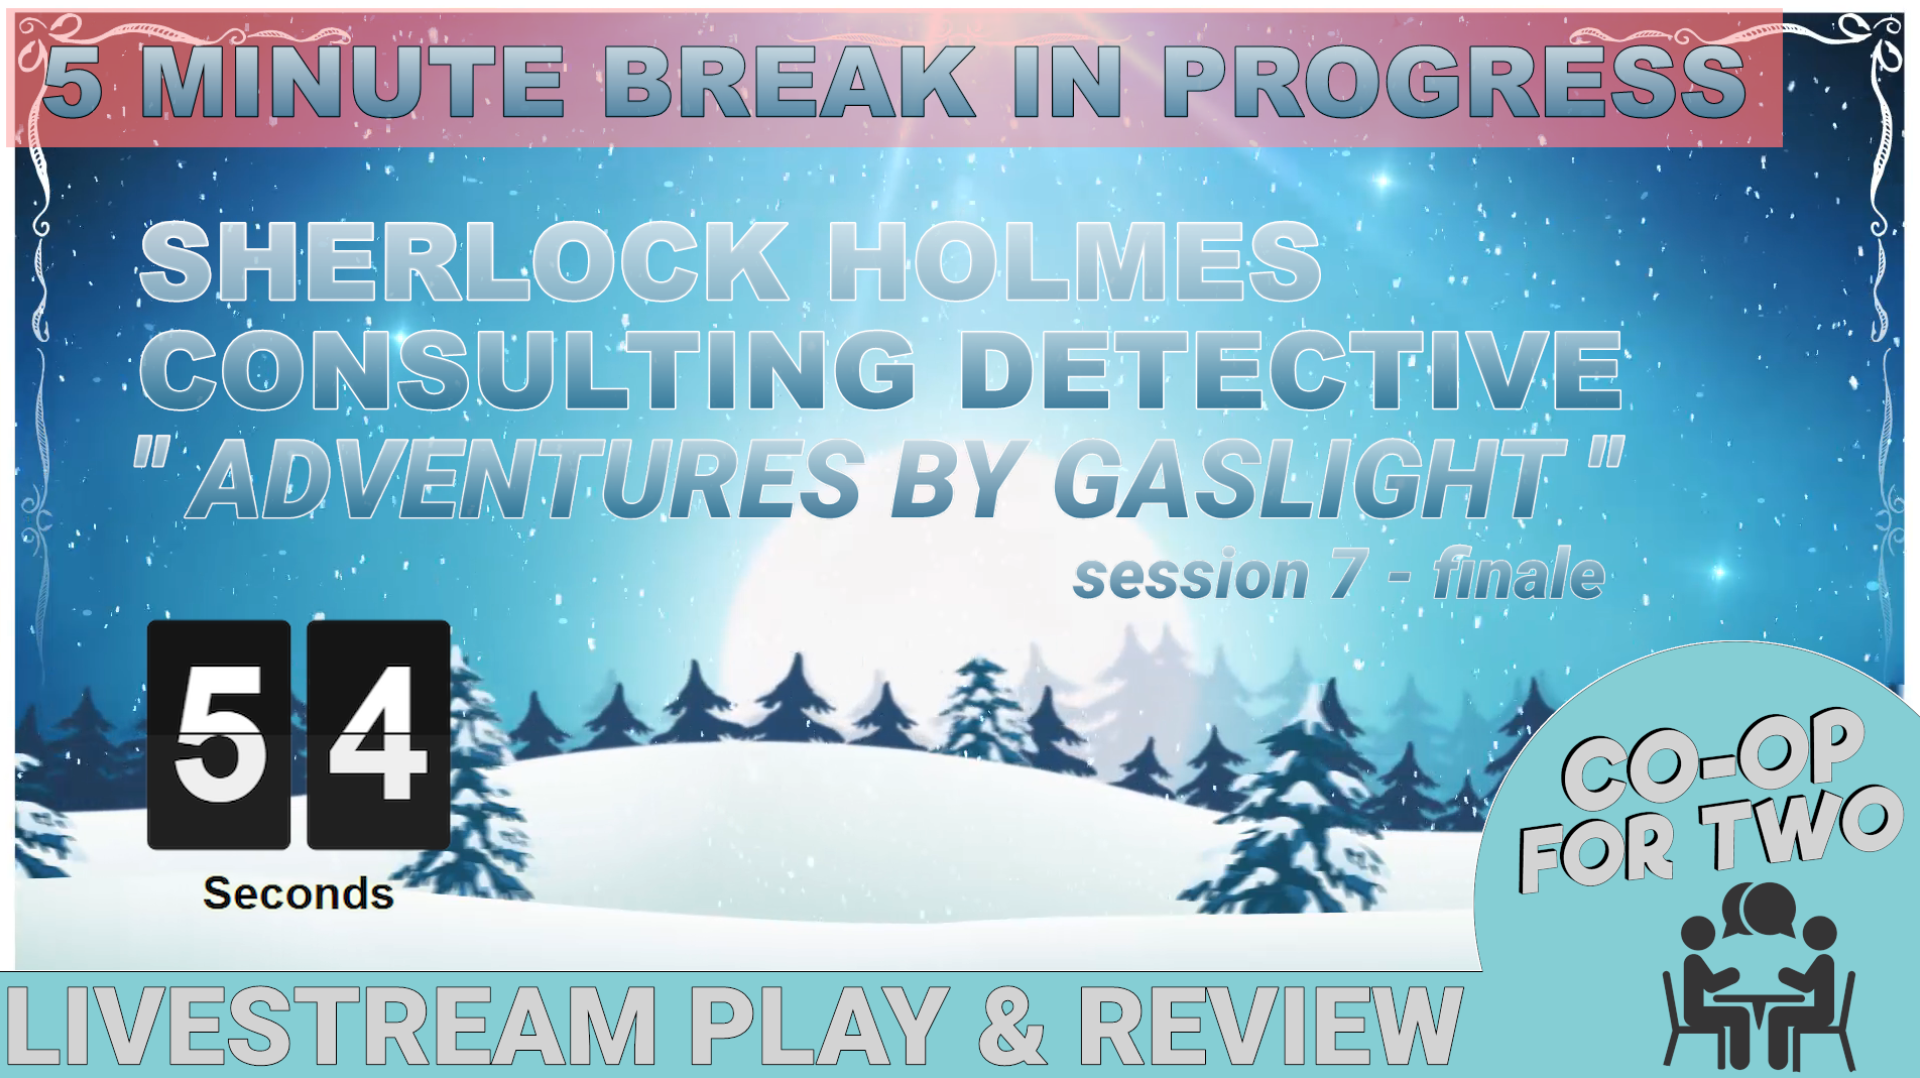 5 MINUTE BREAK IN PROGRESS
SHERLOCK HOLMES
CONSULTING DETECTIVE
" ADVENTURES BY GASLIGHT "
session 7 - finale
54
Seconds
CO-OP
FOR TWO
LIVESTREAM PLAY & REVIEW